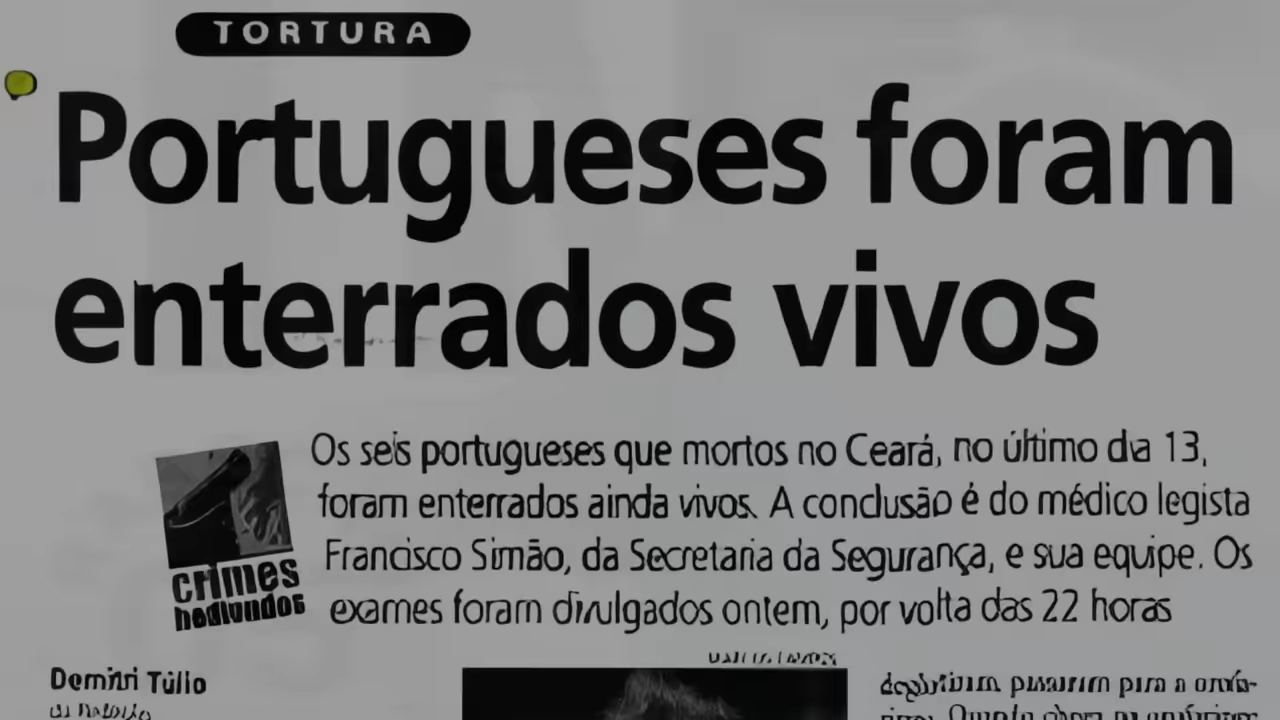 TORTURA
Portugueses foram
enterrados vivos
Os seis portugueses que mortos no Ceará, no último dia 13,
foram enterrados ainda vivos. A conclusão é do médico legista
Francisco Simão, da Secretaria da Segurança, e sua equipe. Os
exames foram divulgados ontem, por volta das 22 horas
crimes
hediondos
Demitri Túlio